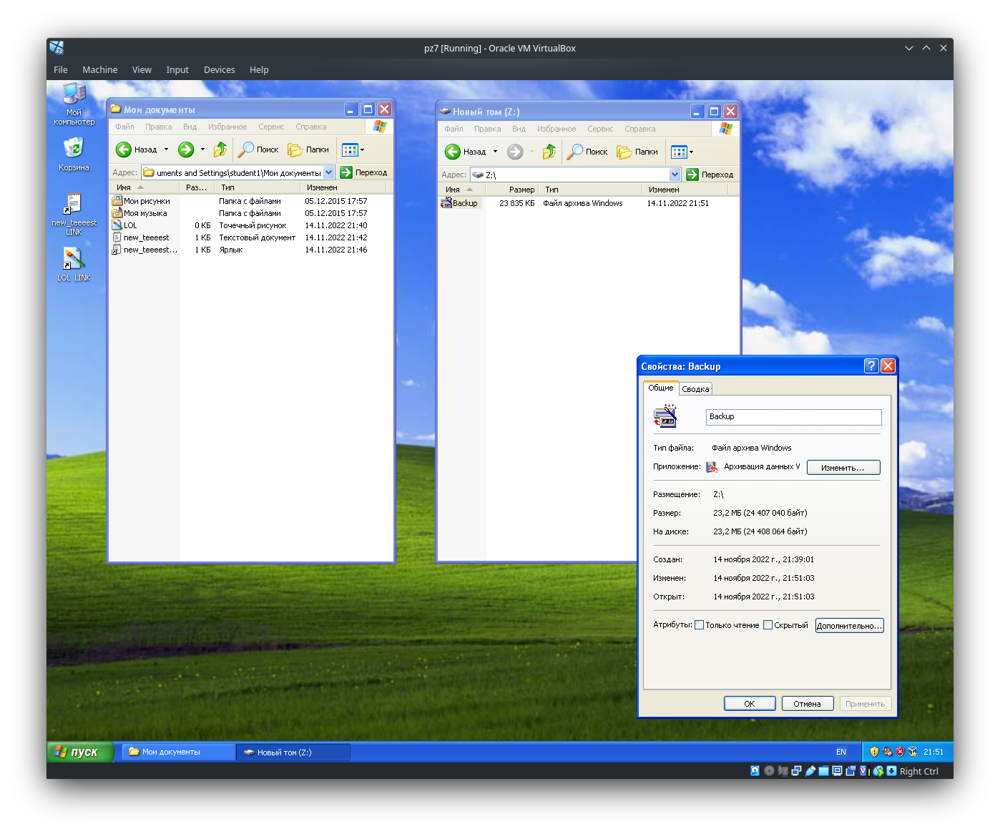 pz7 [Running] - Oracle VM VirtualBox
File Machine View Input Devices Help
Мой компьютер
Корзина
new_teeeest LINK
LOL LINK
Мои документы
Файл Правка Вид Избранное Сервис Справка
Назад Поиск Папки
Адрес: uments and Settings\student1\Мои документы Переход
Имя Раз... Тип Изменен
Мои рисунки Папка с файлами 05.12.2015 17:57
Моя музыка Папка с файлами 05.12.2015 17:57
LOL 0 КБ Точечный рисунок 14.11.2022 21:40
new_teeeest 1 КБ Текстовый документ 14.11.2022 21:42
new_teeeest... 1 КБ Ярлык 14.11.2022 21:46
Новый том (Z:)
Файл Правка Вид Избранное Сервис Справка
Назад Поиск Папки
Адрес: Z:\ Переход
Имя Размер Тип Изменен
Backup 23 835 КБ Файл архива Windows 14.11.2022 21:51
Свойства: Backup
Общие Сводка
Backup
Тип файла: Файл архива Windows
Приложение: Архивация данных Изменить...
Размещение: Z:\
Размер: 23,2 МБ (24 407 040 байт)
На диске: 23,2 МБ (24 408 064 байт)
Создан: 14 ноября 2022 г., 21:39:01
Изменен: 14 ноября 2022 г., 21:51:03
Открыт: 14 ноября 2022 г., 21:51:03
Атрибуты: Только чтение Скрытый Дополнительно...
ОК Отмена Применить
пуск Мои документы Новый том (Z:) EN 21:51
Right Ctrl